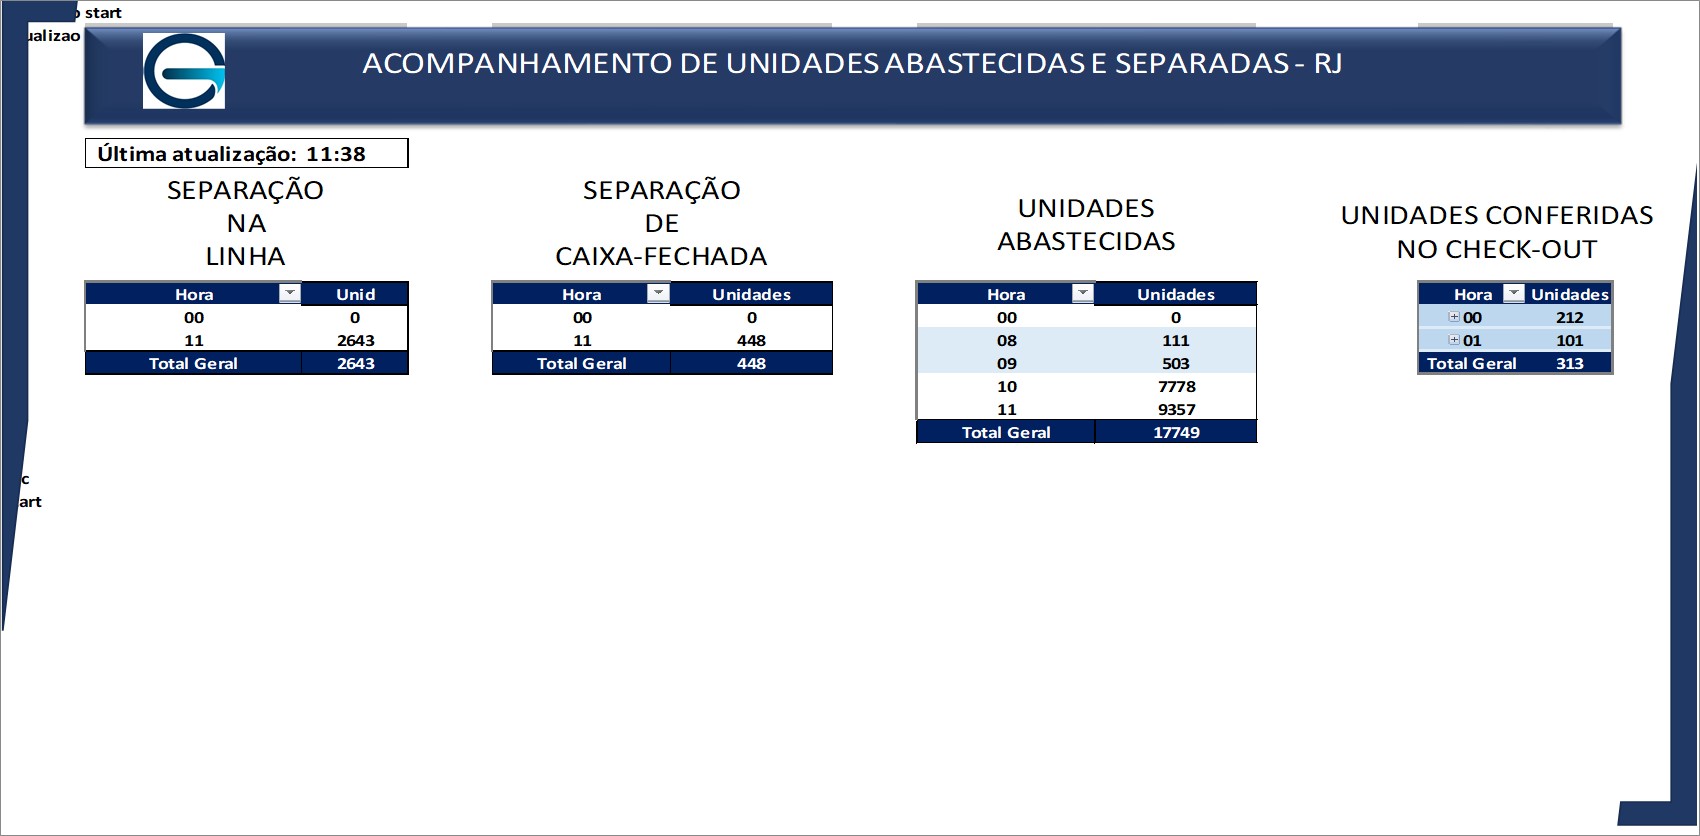 start
ualizao
ACOMPANHAMENTO DE UNIDADES ABASTECIDAS E SEPARADAS - RJ
Última atualização: 11:38
SEPARAÇÃO
NA
LINHA
Hora Unid
00 0
11 2643
Total Geral 2643
SEPARAÇÃO
DE
CAIXA-FECHADA
Hora Unidades
00 0
11 448
Total Geral 448
UNIDADES
ABASTECIDAS
Hora Unidades
00 0
08 111
09 503
10 7778
11 9357
Total Geral 17749
UNIDADES CONFERIDAS
NO CHECK-OUT
Hora Unidades
00 212
01 101
Total Geral 313
c
art